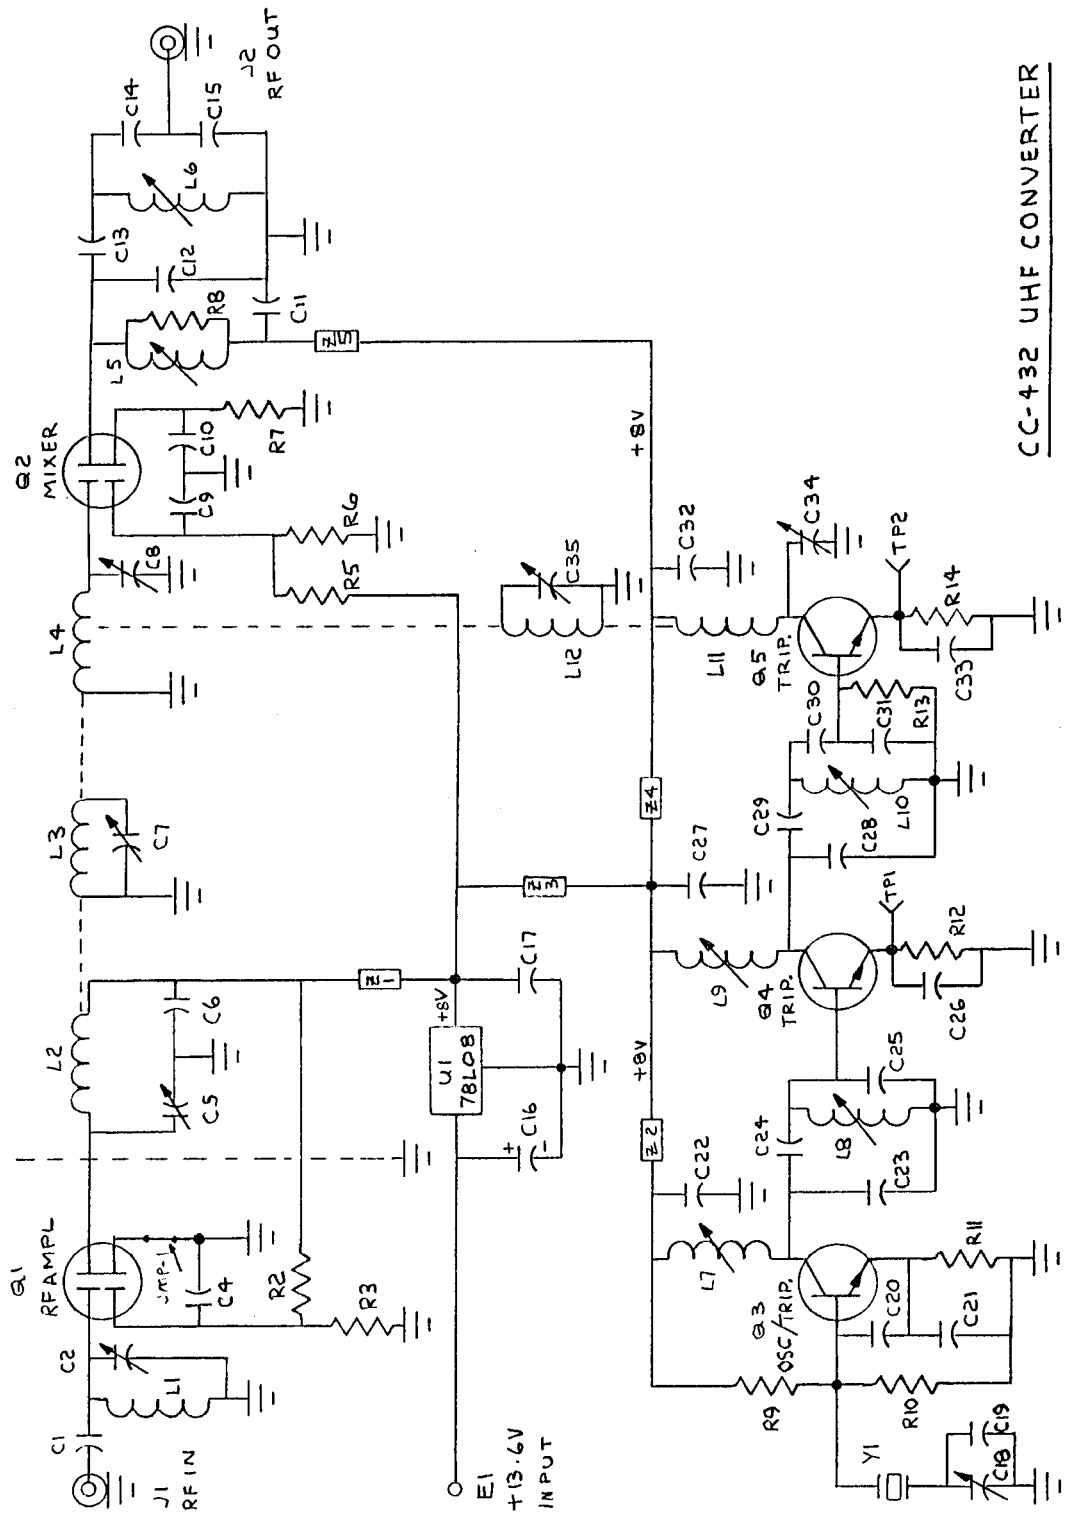 C1
J1
RF IN
L1
C2
Q1
RF AMPL
JMP-1
C4
R2
R3
C5
C6
L2
L3
C7
L4
C8
Q2
MIXER
C9
C10
R7
R5
R6
L5
R8
Z5
C11
C12
C13
L6
C14
C15
J2
RF OUT
E1
+13.6V
INPUT
C16
+
-
U1
78L08
+8V
Z1
C17
Z3
L12
C35
Z2
+8V
C27
Z4
+8V
R9
Y1
C18
C19
R10
Q3
OSC/TRIP.
C20
C21
R11
L7
C22
C23
C24
L8
C25
Q4
TRIP.
L9
TP1
C26
R12
C28
C29
L10
C30
C31
R13
Q5
TRIP.
L11
C32
C34
TP2
C33
R14
CC-432 UHF CONVERTER